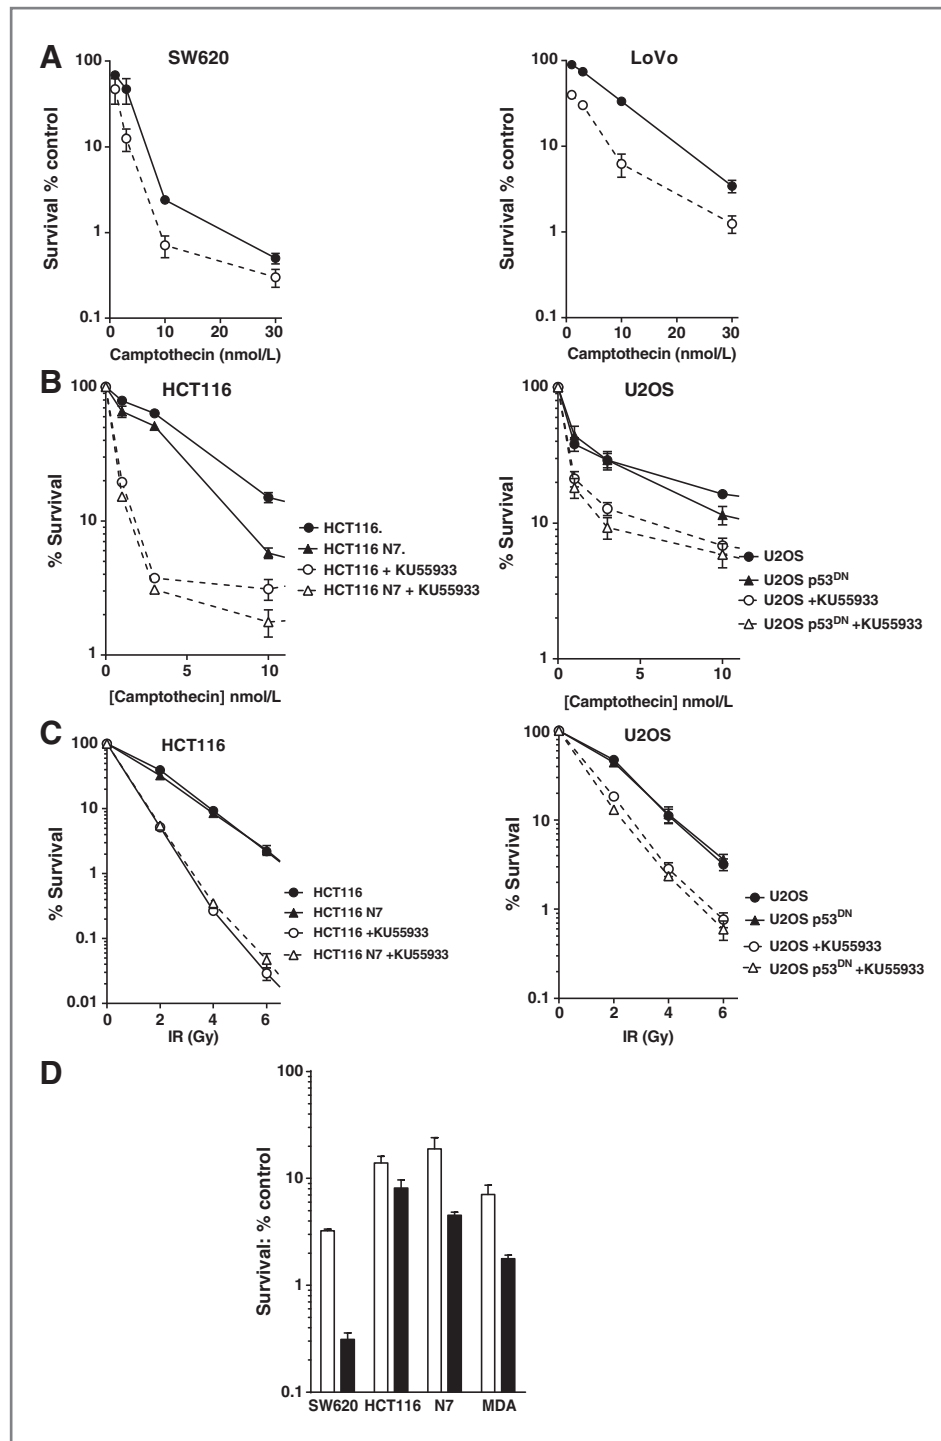 A
SW620
LoVo
Survival % control
100
10
1
0.1
0 10 20 30
Camptothecin (nmol/L)
Survival % control
100
10
1
0.1
0 10 20 30
Camptothecin (nmol/L)
B
HCT116
U2OS
% Survival
100
10
1
0 5 10
[Camptothecin] nmol/L
HCT116.
HCT116 N7.
HCT116 + KU55933
HCT116 N7 + KU55933
% Survival
100
10
1
0 5 10
[Camptothecin] nmol/L
U2OS
U2OS p53DN
U2OS +KU55933
U2OS p53DN +KU55933
C
HCT116
U2OS
% Survival
100
10
1
0.1
0.01
0 2 4 6
IR (Gy)
HCT116
HCT116 N7
HCT116 +KU55933
HCT116 N7 +KU55933
% Survival
100
10
1
0.1
0 2 4 6
IR (Gy)
U2OS
U2OS p53DN
U2OS +KU55933
U2OS p53DN +KU55933
D
Survival: % control
100
10
1
0.1
SW620 HCT116 N7 MDA